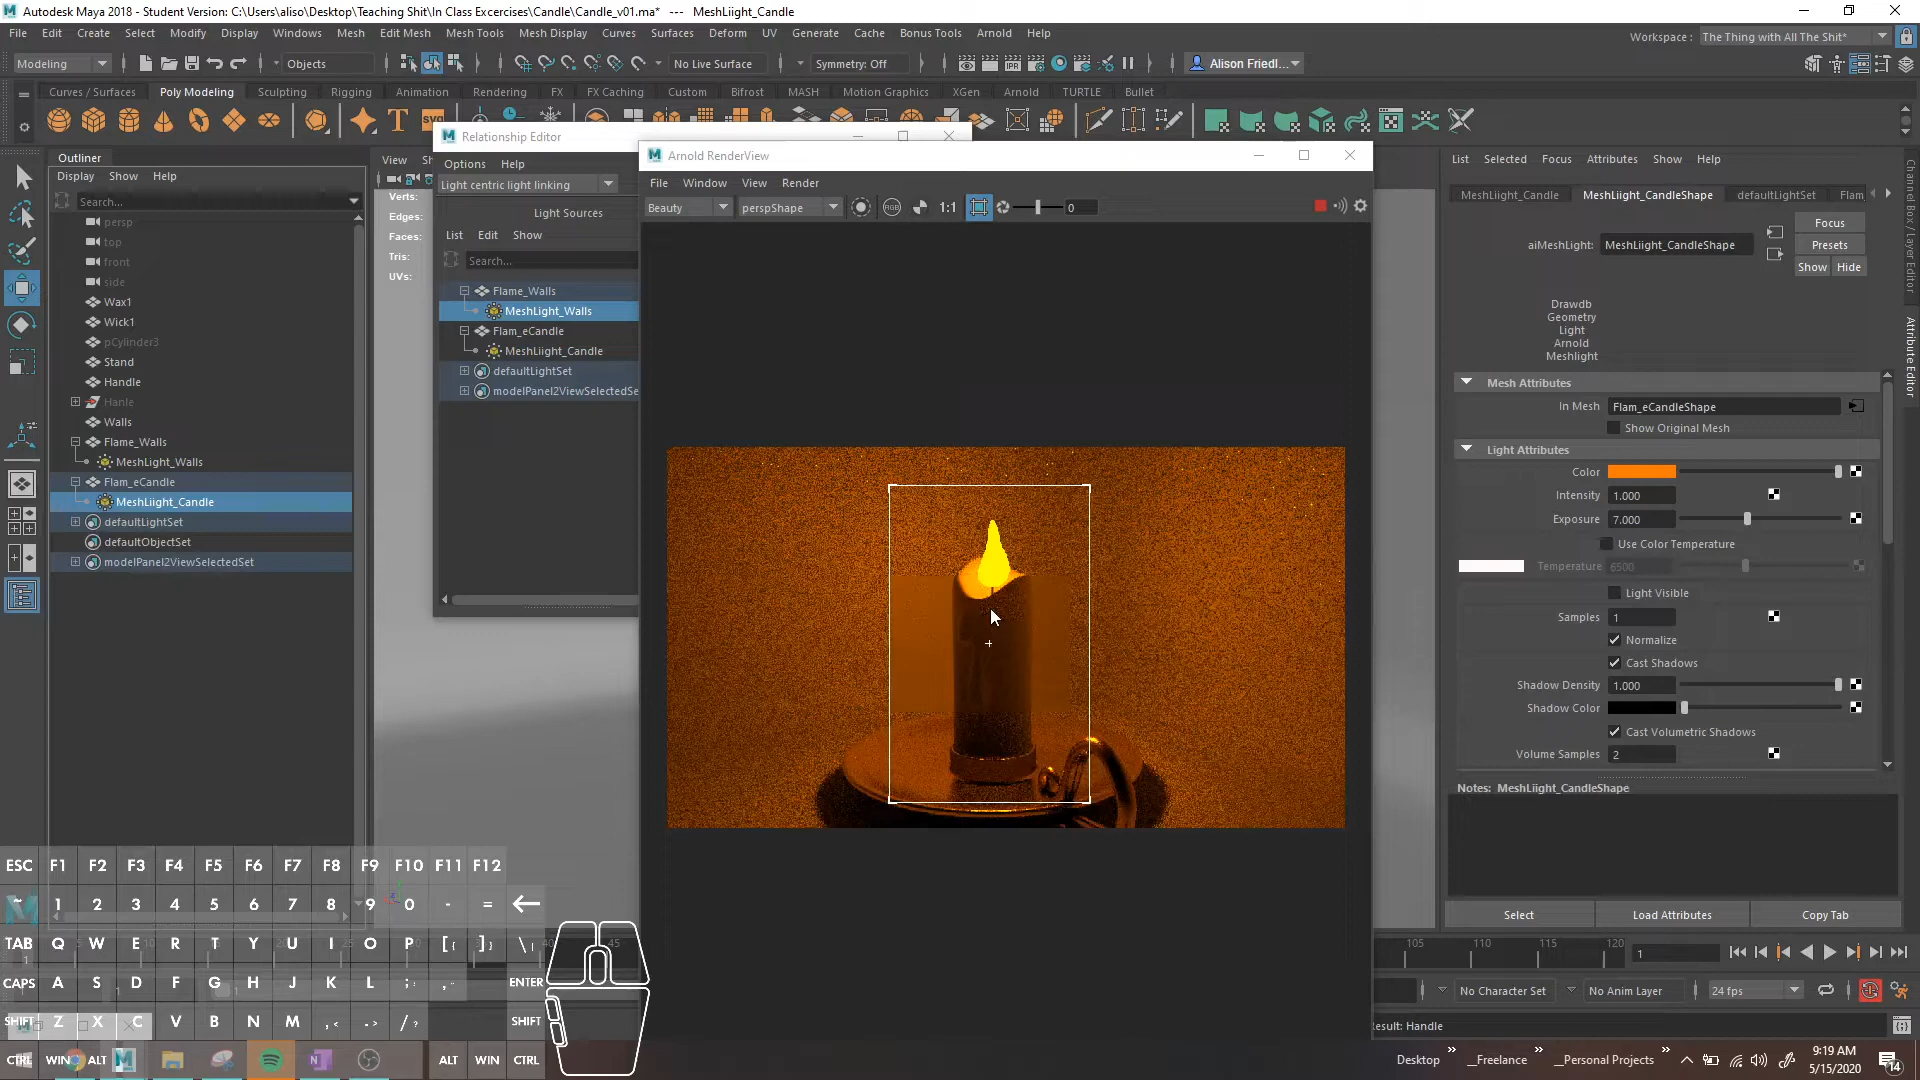 Autodesk Maya 2018 - Student Version: C:\Users\aliso\Desktop\Teaching Shit\In Class Excercises\Candle\Candle_v01.ma* --- MeshLiight_Candle
File Edit Create Select Modify Display Windows Mesh Edit Mesh Mesh Tools Mesh Display Curves Surfaces Deform UV Generate Cache Bonus Tools Arnold Help
Workspace : The Thing with All The Shit*
Modeling Objects No Live Surface Symmetry: Off Alison Friedl...
Curves / Surfaces Poly Modeling Sculpting Rigging Animation Rendering FX FX Caching Custom Bifrost MASH Motion Graphics XGen Arnold TURTLE Bullet
Outliner
Display Show Help
Search...
persp
top
front
side
Wax1
Wick1
pCylinder3
Stand
Handle
Hanle
Walls
Flame_Walls
MeshLight_Walls
Flam_eCandle
MeshLiight_Candle
defaultLightSet
defaultObjectSet
modelPanel2ViewSelectedSet
View
Verts:
Edges:
Faces:
Tris:
UVs:
Relationship Editor
Options Help
Light centric light linking
Light Sources
List Edit Show
Search...
Flame_Walls
MeshLight_Walls
Flam_eCandle
MeshLiight_Candle
defaultLightSet
modelPanel2ViewSelectedSe
Arnold RenderView
File Window View Render
Beauty perspShape RGB 1:1 0
List Selected Focus Attributes Show Help
MeshLiight_Candle MeshLiight_CandleShape defaultLightSet Flam_
Focus
aiMeshLight: MeshLiight_CandleShape Presets
Show Hide
Drawdb
Geometry
Light
Arnold
Meshlight
Mesh Attributes
In Mesh Flam_eCandleShape
Show Original Mesh
Light Attributes
Color
Intensity 1.000
Exposure 7.000
Use Color Temperature
Temperature 6500
Light Visible
Samples 1
Normalize
Cast Shadows
Shadow Density 1.000
Shadow Color
Cast Volumetric Shadows
Volume Samples 2
Notes: MeshLiight_CandleShape
Select Load Attributes Copy Tab
Channel Box / Layer Editor
Attribute Editor
105 110 115 120 1
No Character Set No Anim Layer 24 fps
esult: Handle
ESC F1 F2 F3 F4 F5 F6 F7 F8 F9 F10 F11 F12
~ 1 2 3 4 5 6 7 8 9 0 - =
TAB Q W E R T Y U I O P [{ ]} \|
CAPS A S D F G H J K L ENTER
SHIFT Z X C V B N M ,< .> /? SHIFT
CTRL WIN ALT ALT WIN CTRL
Desktop » __Freelance » __Personal Projects »
9:19 AM
5/15/2020
14